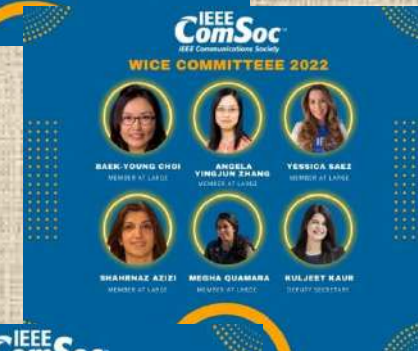 IEEE
ComSoc™
IEEE Communications Society
WICE COMMITTEEE 2022
BAEK-YOUNG CHOI
MEMBER AT LARGE
ANGELA
YINGJUN ZHANG
MEMBER AT LARGE
YESSICA SAEZ
MEMBER AT LARGE
SHAHRNAZ AZIZI
MEMBER AT LARGE
MEGHA QUAMARA
MEMBER AT LARGE
KULJEET KAUR
DEPUTY SECRETARY
IEEE
ComSoc